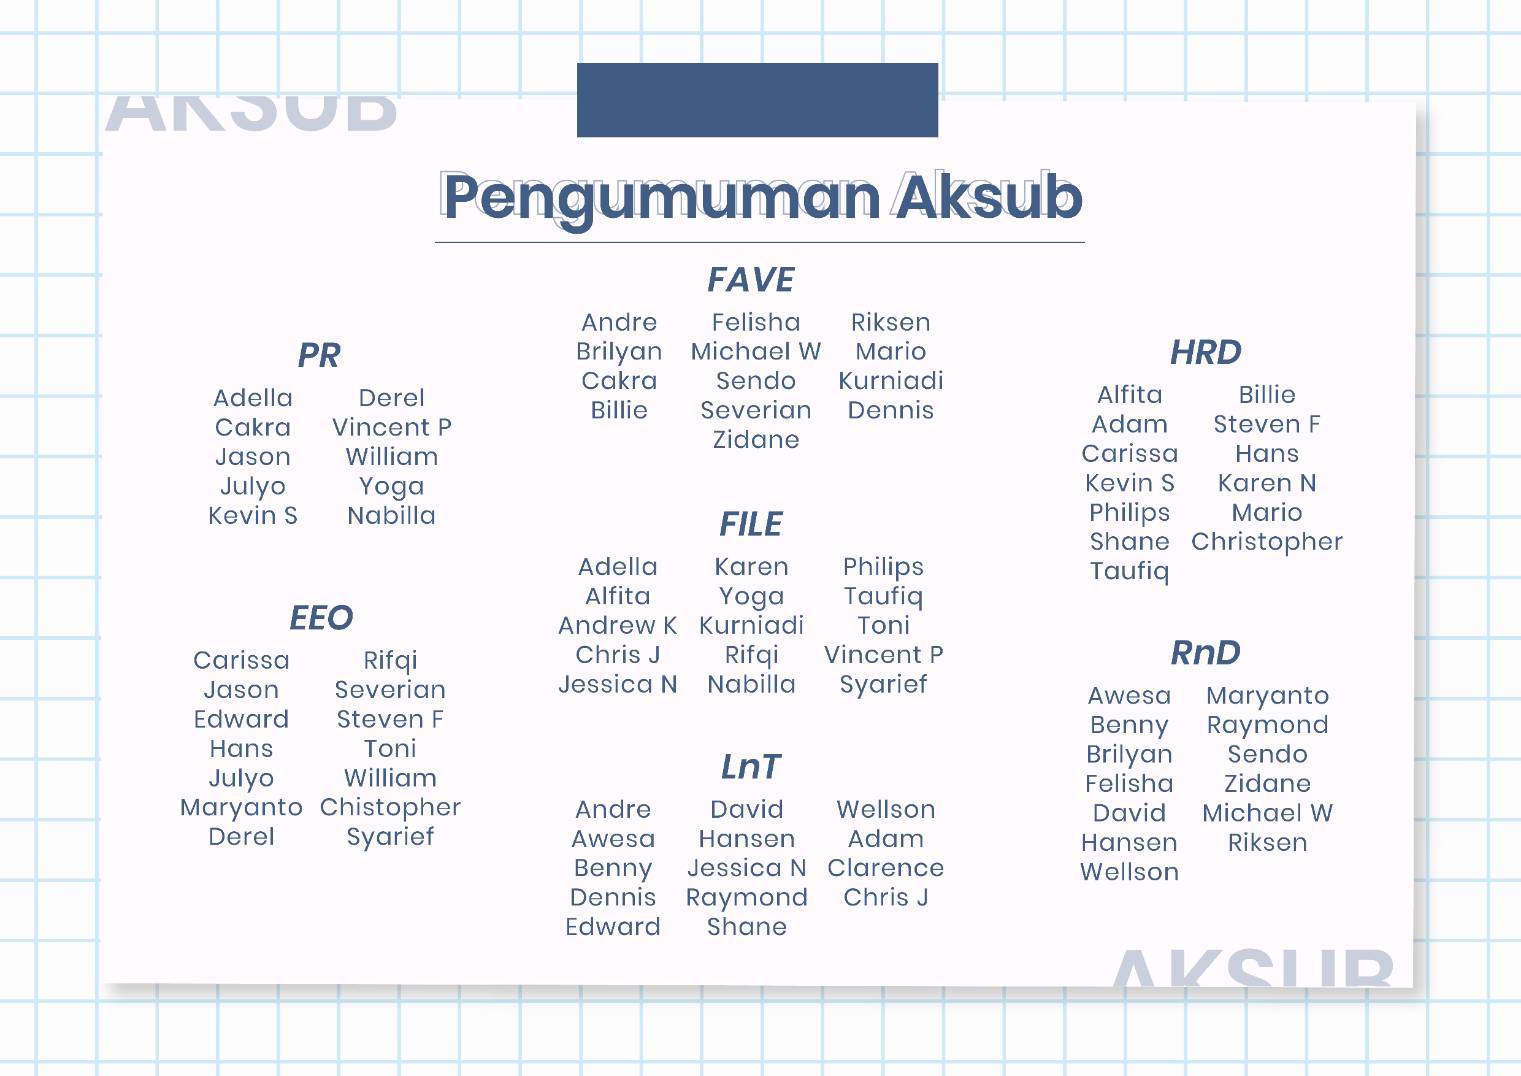 AKSUB
Pengumuman Aksub
FAVE
Andre Felisha Riksen
Brilyan Michael W Mario
Cakra Sendo Kurniadi
Billie Severian Dennis
Zidane
PR
Adella Derel
Cakra Vincent P
Jason William
Julyo Yoga
Kevin S Nabilla
HRD
Alfita Billie
Adam Steven F
Carissa Hans
Kevin S Karen N
Philips Mario
Shane Christopher
Taufiq
FILE
Adella Karen Philips
Alfita Yoga Taufiq
Andrew K Kurniadi Toni
Chris J Rifqi Vincent P
Jessica N Nabilla Syarief
EEO
Carissa Rifqi
Jason Severian
Edward Steven F
Hans Toni
Julyo William
Maryanto Chistopher
Derel Syarief
RnD
Awesa Maryanto
Benny Raymond
Brilyan Sendo
Felisha Zidane
David Michael W
Hansen Riksen
Wellson
LnT
Andre David Wellson
Awesa Hansen Adam
Benny Jessica N Clarence
Dennis Raymond Chris J
Edward Shane
AKSUB